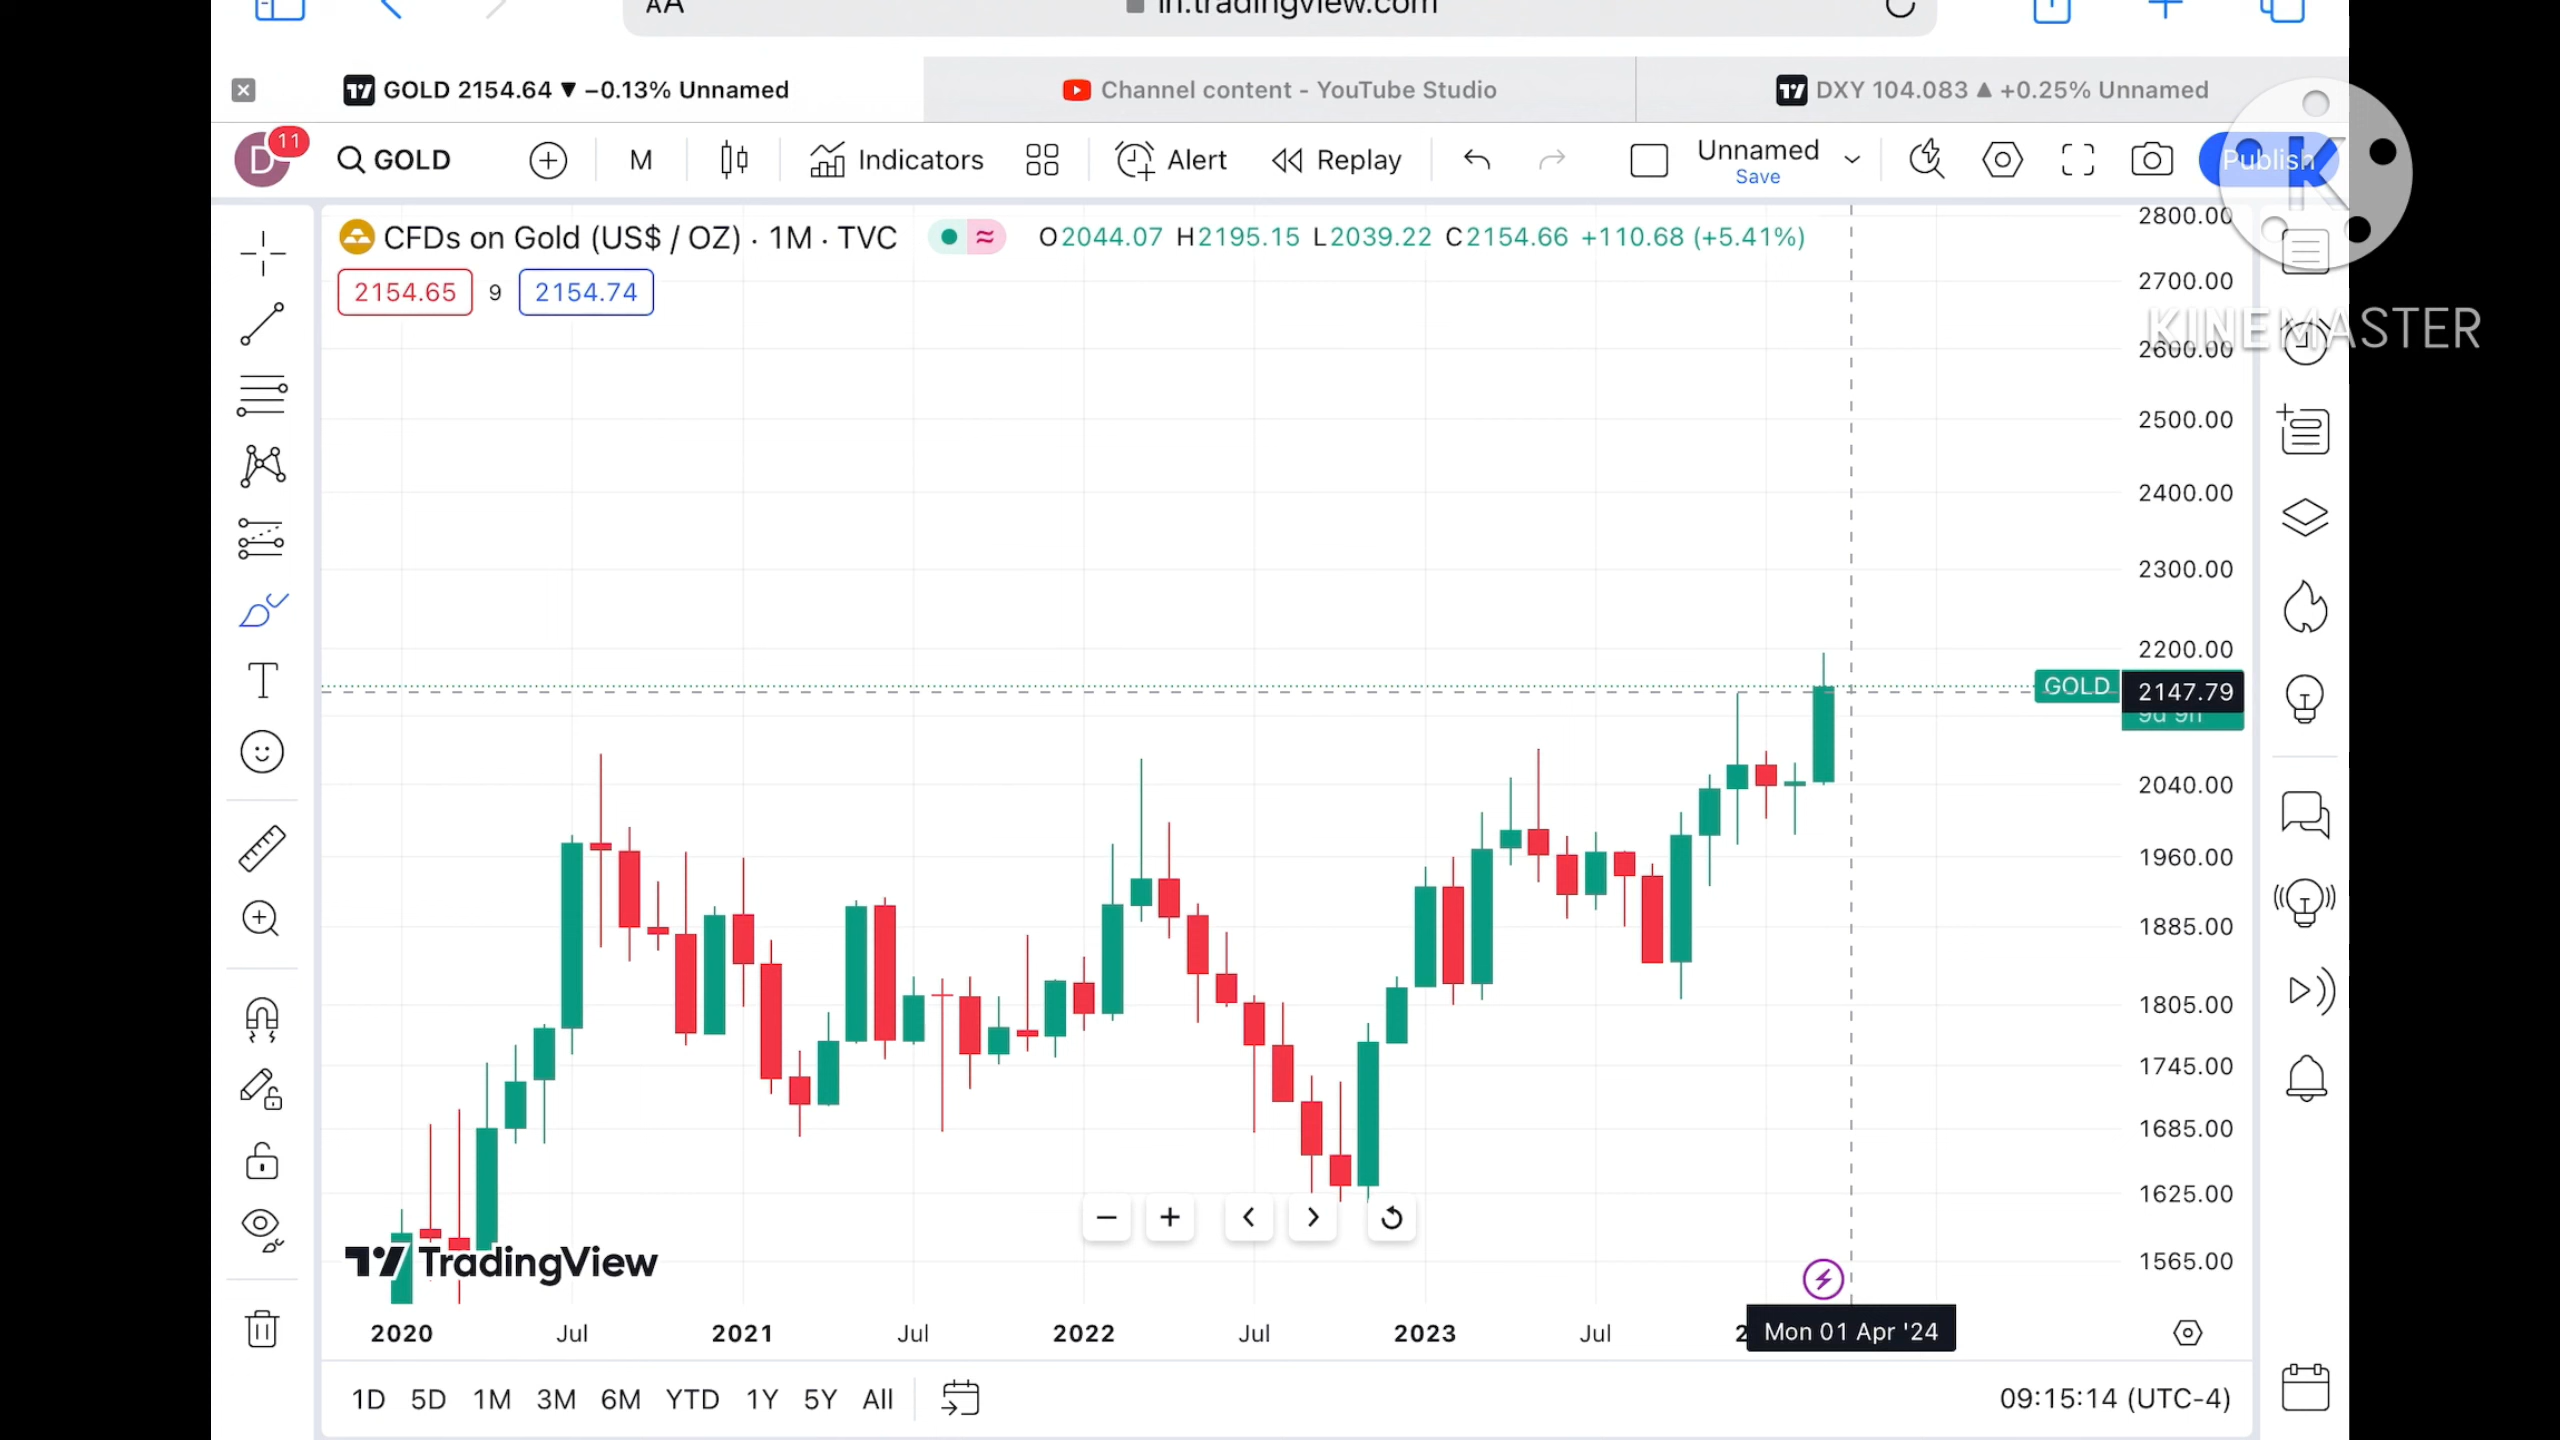 AA in.tradingview.com
GOLD 2154.64 ▼ −0.13% Unnamed
Channel content - YouTube Studio
DXY 104.083 ▲ +0.25% Unnamed
D 11
GOLD
M
Indicators
Alert
Replay
Unnamed
Save
Publish
K
KINEMASTER
CFDs on Gold (US$ / OZ) · 1M · TVC
O2044.07 H2195.15 L2039.22 C2154.66 +110.68 (+5.41%)
2154.65 9 2154.74
2800.00
2700.00
2600.00
2500.00
2400.00
2300.00
2200.00
GOLD 2147.79
9d 9h
2040.00
1960.00
1885.00
1805.00
1745.00
1685.00
1625.00
1565.00
TradingView
2020 Jul 2021 Jul 2022 Jul 2023 Jul 2 Mon 01 Apr '24
1D 5D 1M 3M 6M YTD 1Y 5Y All
09:15:14 (UTC-4)